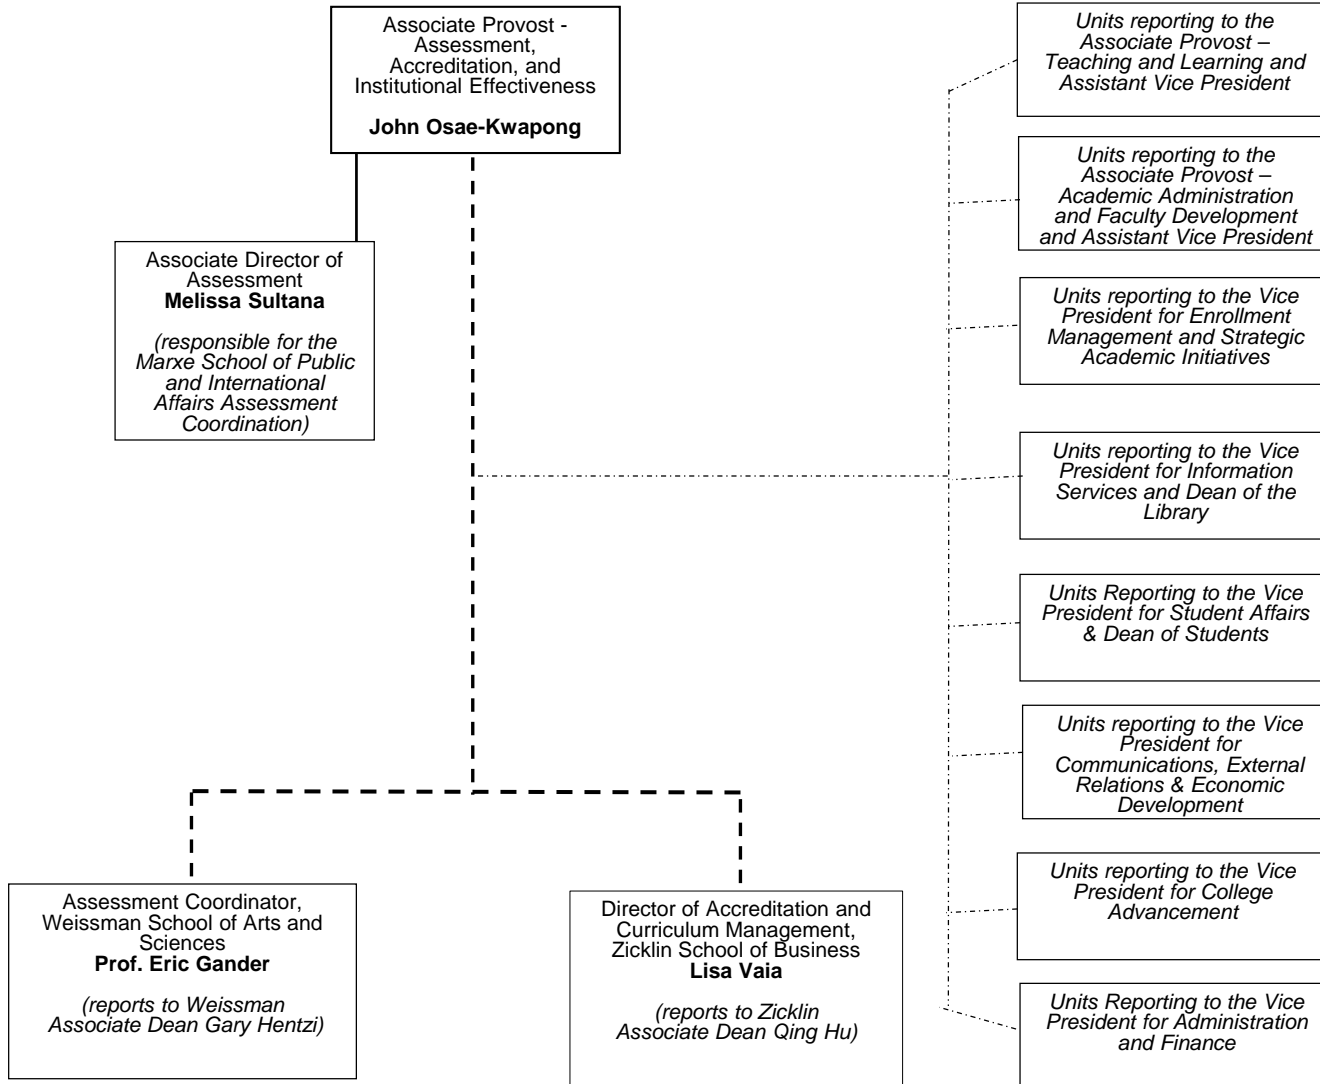 Associate Provost -
Assessment,
Accreditation, and
Institutional Effectiveness
John Osae-Kwapong
Associate Director of
Assessment
Melissa Sultana
(responsible for the
Marxe School of Public
and International
Affairs Assessment
Coordination)
Assessment Coordinator,
Weissman School of Arts and
Sciences
Prof. Eric Gander
(reports to Weissman
Associate Dean Gary Hentzi)
Director of Accreditation and
Curriculum Management,
Zicklin School of Business
Lisa Vaia
(reports to Zicklin
Associate Dean Qing Hu)
Units reporting to the
Associate Provost –
Teaching and Learning and
Assistant Vice President
Units reporting to the
Associate Provost –
Academic Administration
and Faculty Development
and Assistant Vice President
Units reporting to the Vice
President for Enrollment
Management and Strategic
Academic Initiatives
Units reporting to the Vice
President for Information
Services and Dean of the
Library
Units Reporting to the Vice
President for Student Affairs
& Dean of Students
Units reporting to the Vice
President for
Communications, External
Relations & Economic
Development
Units reporting to the Vice
President for College
Advancement
Units Reporting to the Vice
President for Administration
and Finance